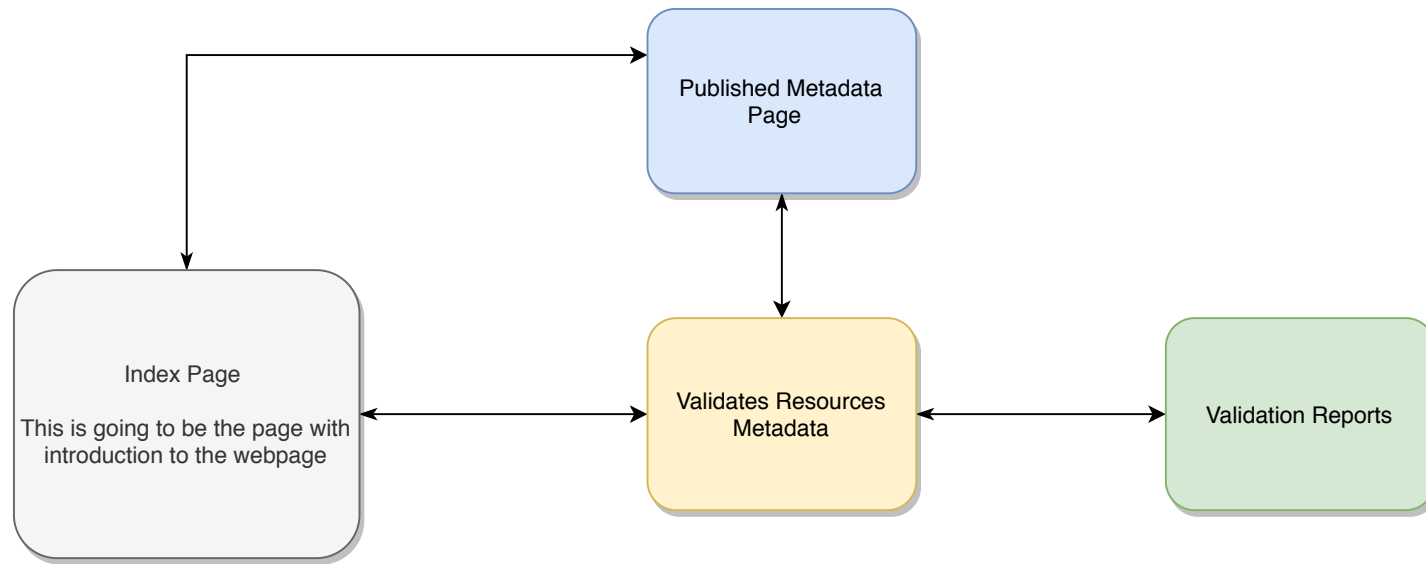 Published Metadata
Page
Index Page
This is going to be the page with
introduction to the webpage
Validates Resources
Metadata
Validation Reports